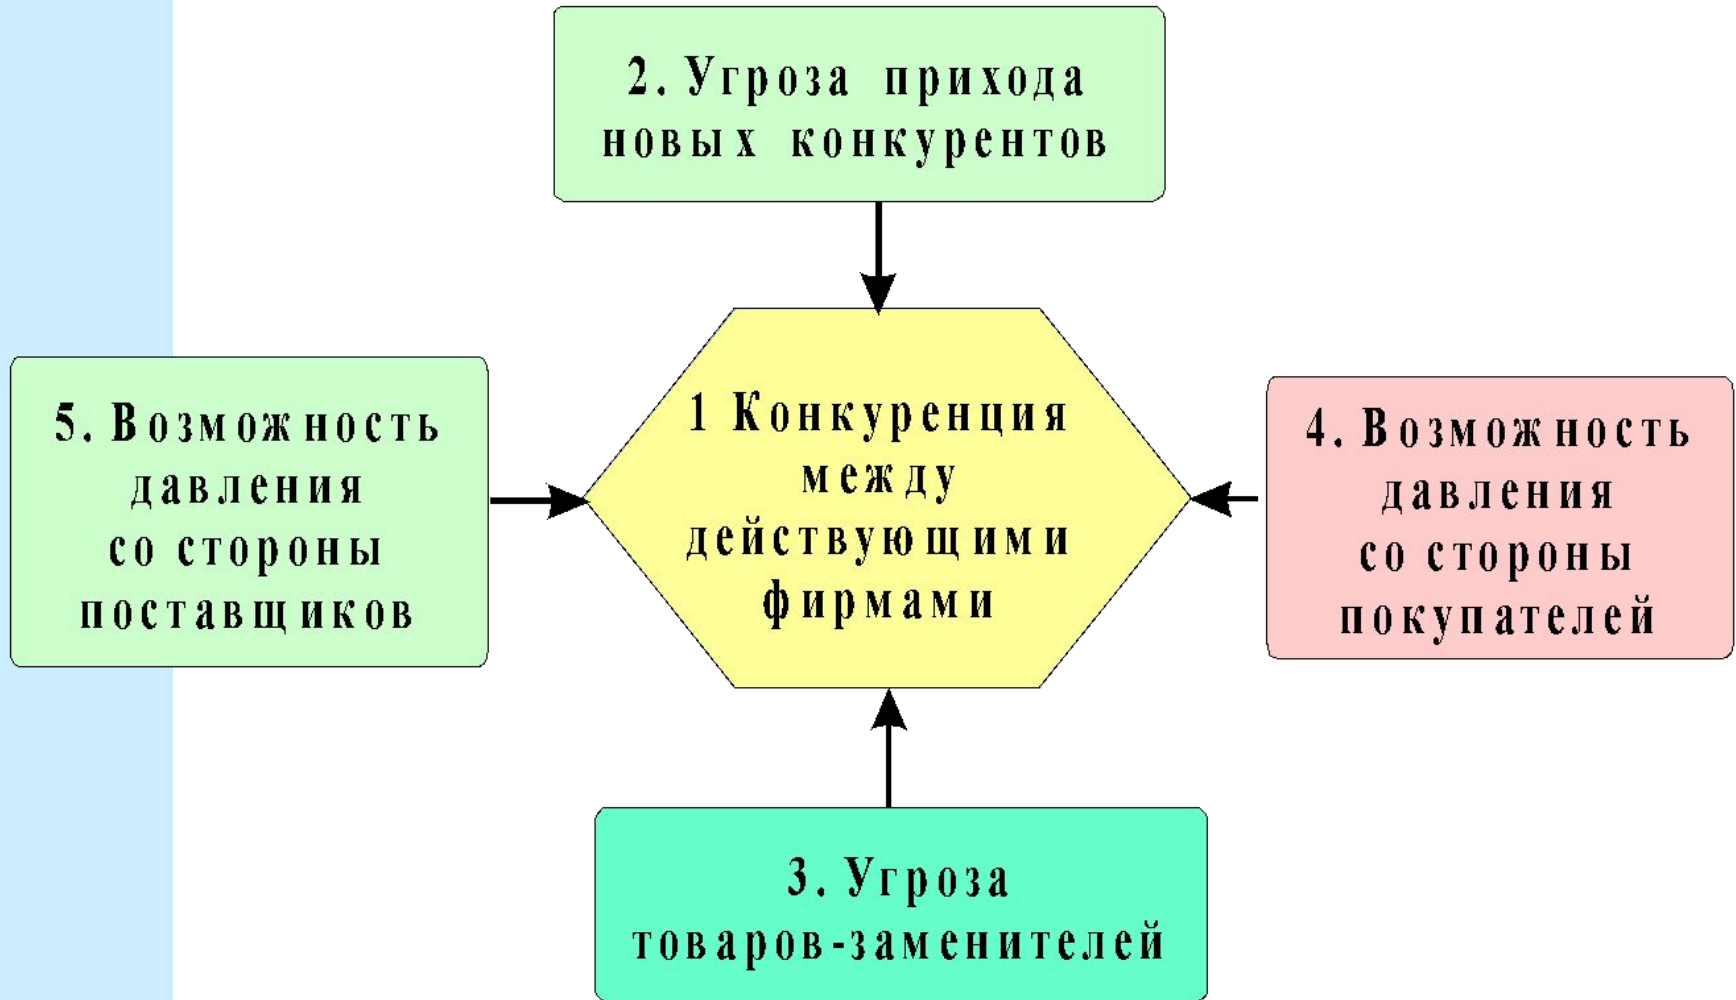 2. Угроза прихода
новых конкурентов
5. Возможность
давления
со стороны
поставщиков
1 Конкуренция
между
действующими
фирмами
4. Возможность
давления
со стороны
покупателей
3. Угроза
товаров-заменителей